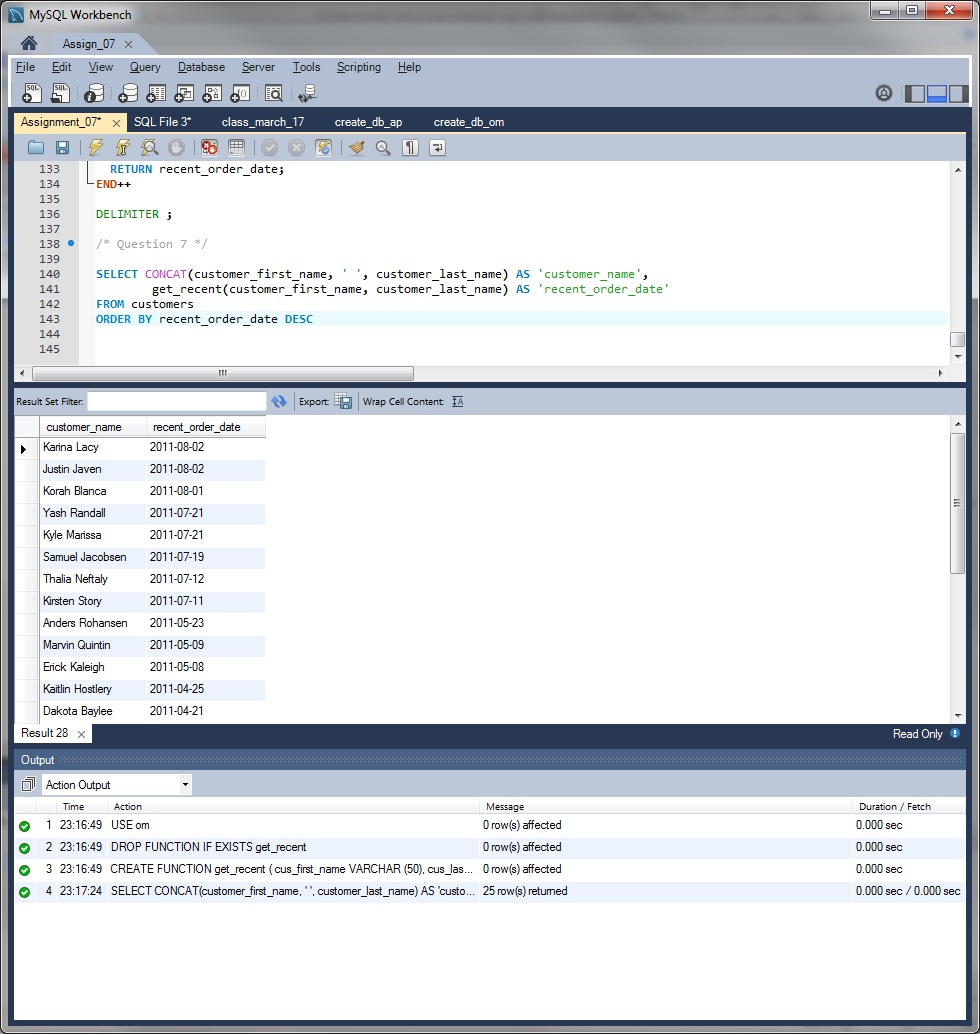 MySQL Workbench
Assign_07
File Edit View Query Database Server Tools Scripting Help
Assignment_07* SQL File 3* class_march_17 create_db_ap create_db_om
133 RETURN recent_order_date;
134 END++
135
136 DELIMITER ;
137
138 /* Question 7 */
139
140 SELECT CONCAT(customer_first_name, ' ', customer_last_name) AS 'customer_name',
141 get_recent(customer_first_name, customer_last_name) AS 'recent_order_date'
142 FROM customers
143 ORDER BY recent_order_date DESC
144
145
Result Set Filter: Export: Wrap Cell Content:
customer_name recent_order_date
Karina Lacy 2011-08-02
Justin Javen 2011-08-02
Korah Blanca 2011-08-01
Yash Randall 2011-07-21
Kyle Marissa 2011-07-21
Samuel Jacobsen 2011-07-19
Thalia Neftaly 2011-07-12
Kirsten Story 2011-07-11
Anders Rohansen 2011-05-23
Marvin Quintin 2011-05-09
Erick Kaleigh 2011-05-08
Kaitlin Hostlery 2011-04-25
Dakota Baylee 2011-04-21
Result 28 Read Only
Output
Action Output
Time Action Message Duration / Fetch
1 23:16:49 USE om 0 row(s) affected 0.000 sec
2 23:16:49 DROP FUNCTION IF EXISTS get_recent 0 row(s) affected 0.000 sec
3 23:16:49 CREATE FUNCTION get_recent ( cus_first_name VARCHAR (50), cus_las... 0 row(s) affected 0.000 sec
4 23:17:24 SELECT CONCAT(customer_first_name, ' ', customer_last_name) AS 'custo... 25 row(s) returned 0.000 sec / 0.000 sec